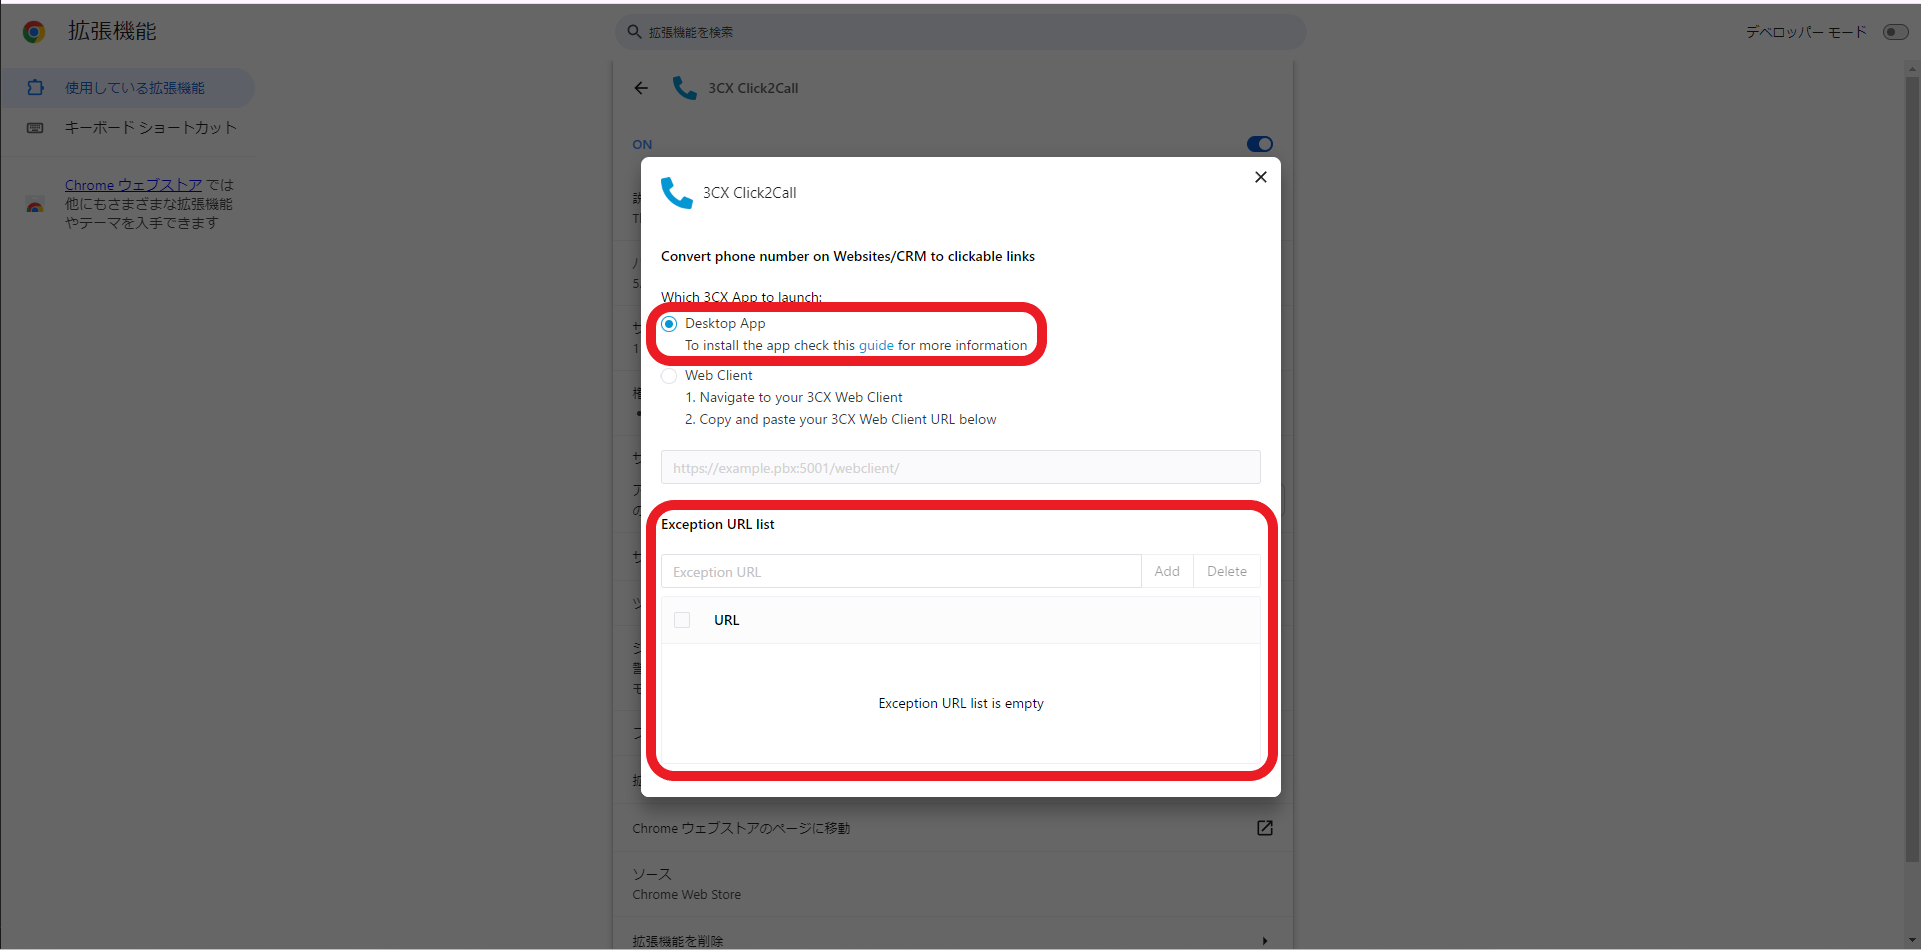 拡張機能
拡張機能を検索
デベロッパー モード
使用している拡張機能
キーボード ショートカット
Chrome ウェブストア では
他にもさまざまな拡張機能
やテーマを入手できます
3CX Click2Call
ON
3CX Click2Call
Convert phone number on Websites/CRM to clickable links
Which 3CX App to launch:
Desktop App
To install the app check this guide for more information
Web Client
1. Navigate to your 3CX Web Client
2. Copy and paste your 3CX Web Client URL below
https://example.pbx:5001/webclient/
Exception URL list
Exception URL
Add
Delete
URL
Exception URL list is empty
Chrome ウェブストアのページに移動
ソース
Chrome Web Store
拡張機能を削除